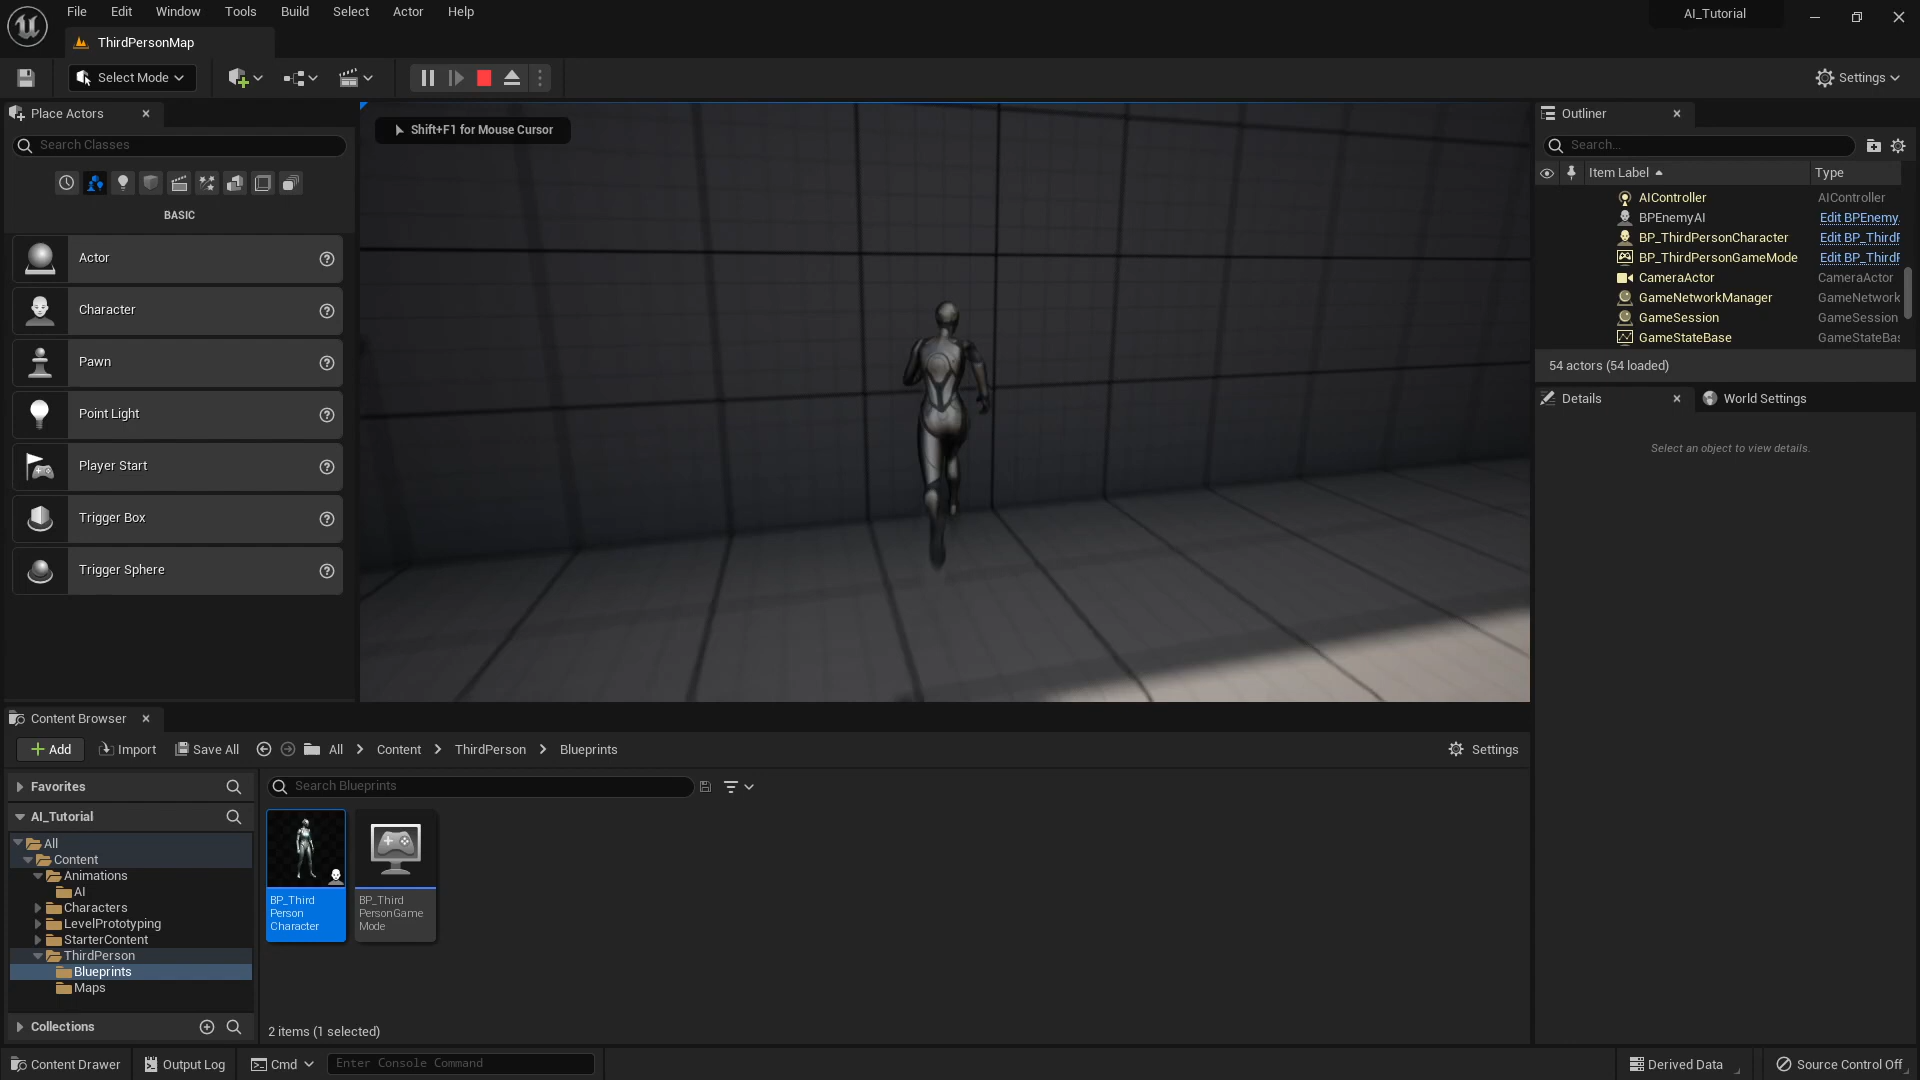 File Edit Window Tools Build Select Actor Help
AI_Tutorial
ThirdPersonMap
Select Mode
Settings
Place Actors
Search Classes
BASIC
Actor
Character
Pawn
Point Light
Player Start
Trigger Box
Trigger Sphere
Shift+F1 for Mouse Cursor
Outliner
Search...
Item Label Type
AIController AIController
BPEnemyAI Edit BPEnemy
BP_ThirdPersonCharacter Edit BP_ThirdP
BP_ThirdPersonGameMode Edit BP_ThirdP
CameraActor CameraActor
GameNetworkManager GameNetwork
GameSession GameSession
GameStateBase GameStateBas
54 actors (54 loaded)
Details World Settings
Select an object to view details.
Content Browser
Add Import Save All All Content ThirdPerson Blueprints Settings
Favorites
AI_Tutorial
All
Content
Animations
AI
Characters
LevelPrototyping
StarterContent
ThirdPerson
Blueprints
Maps
Collections
Search Blueprints
BP_Third
Person
Character
BP_Third
PersonGame
Mode
2 items (1 selected)
Content Drawer Output Log Cmd Enter Console Command Derived Data Source Control Off